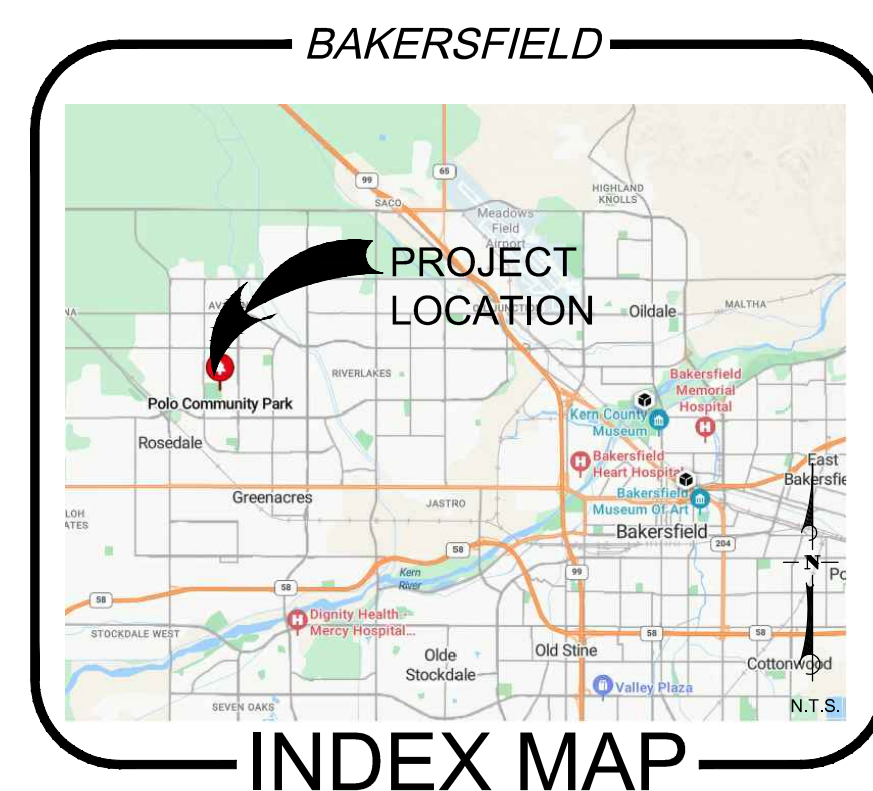 BAKERSFIELD
99
65
SACO
HIGHLAND
KNOLLS
Meadows
Field
Airport
PROJECT
LOCATION
MALTHA
Oildale
RIVERLAKES
Bakersfield
Memorial
Hospital
Polo Community Park
Kern County
Museum
Rosedale
Bakersfield
Heart Hospital
East
Bakersfie
Greenacres
JASTRO
Bakersfield
Museum Of Art
LOH
ATES
Bakersfield
204
58
N
99
Kern
River
58
58
Dignity Health -
Mercy Hospital...
STOCKDALE WEST
58
58
Olde
Stockdale
Old Stine
Cottonwood
Valley Plaza
SEVEN OAKS
N.T.S.
INDEX MAP